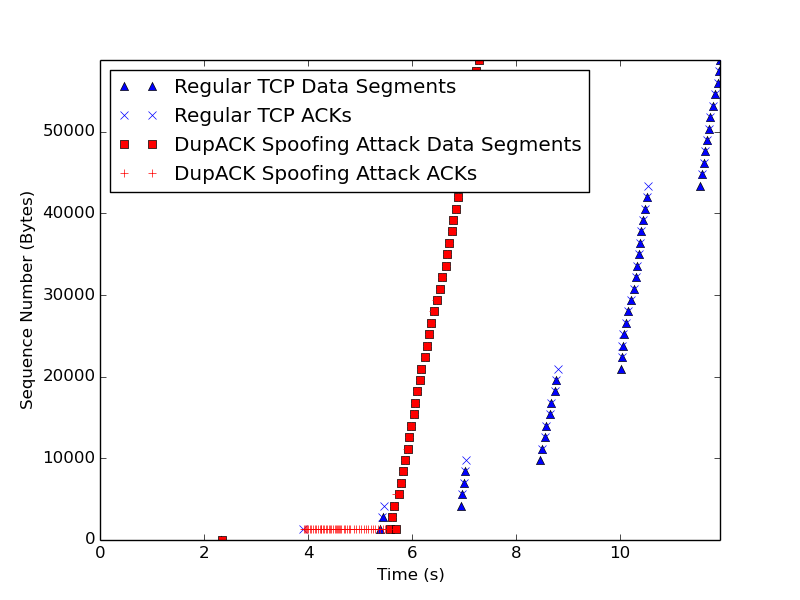 Regular TCP Data Segments
Regular TCP ACKs
DupACK Spoofing Attack Data Segments
DupACK Spoofing Attack ACKs
50000
40000
30000
20000
10000
0
Sequence Number (Bytes)
0 2 4 6 8 10
Time (s)